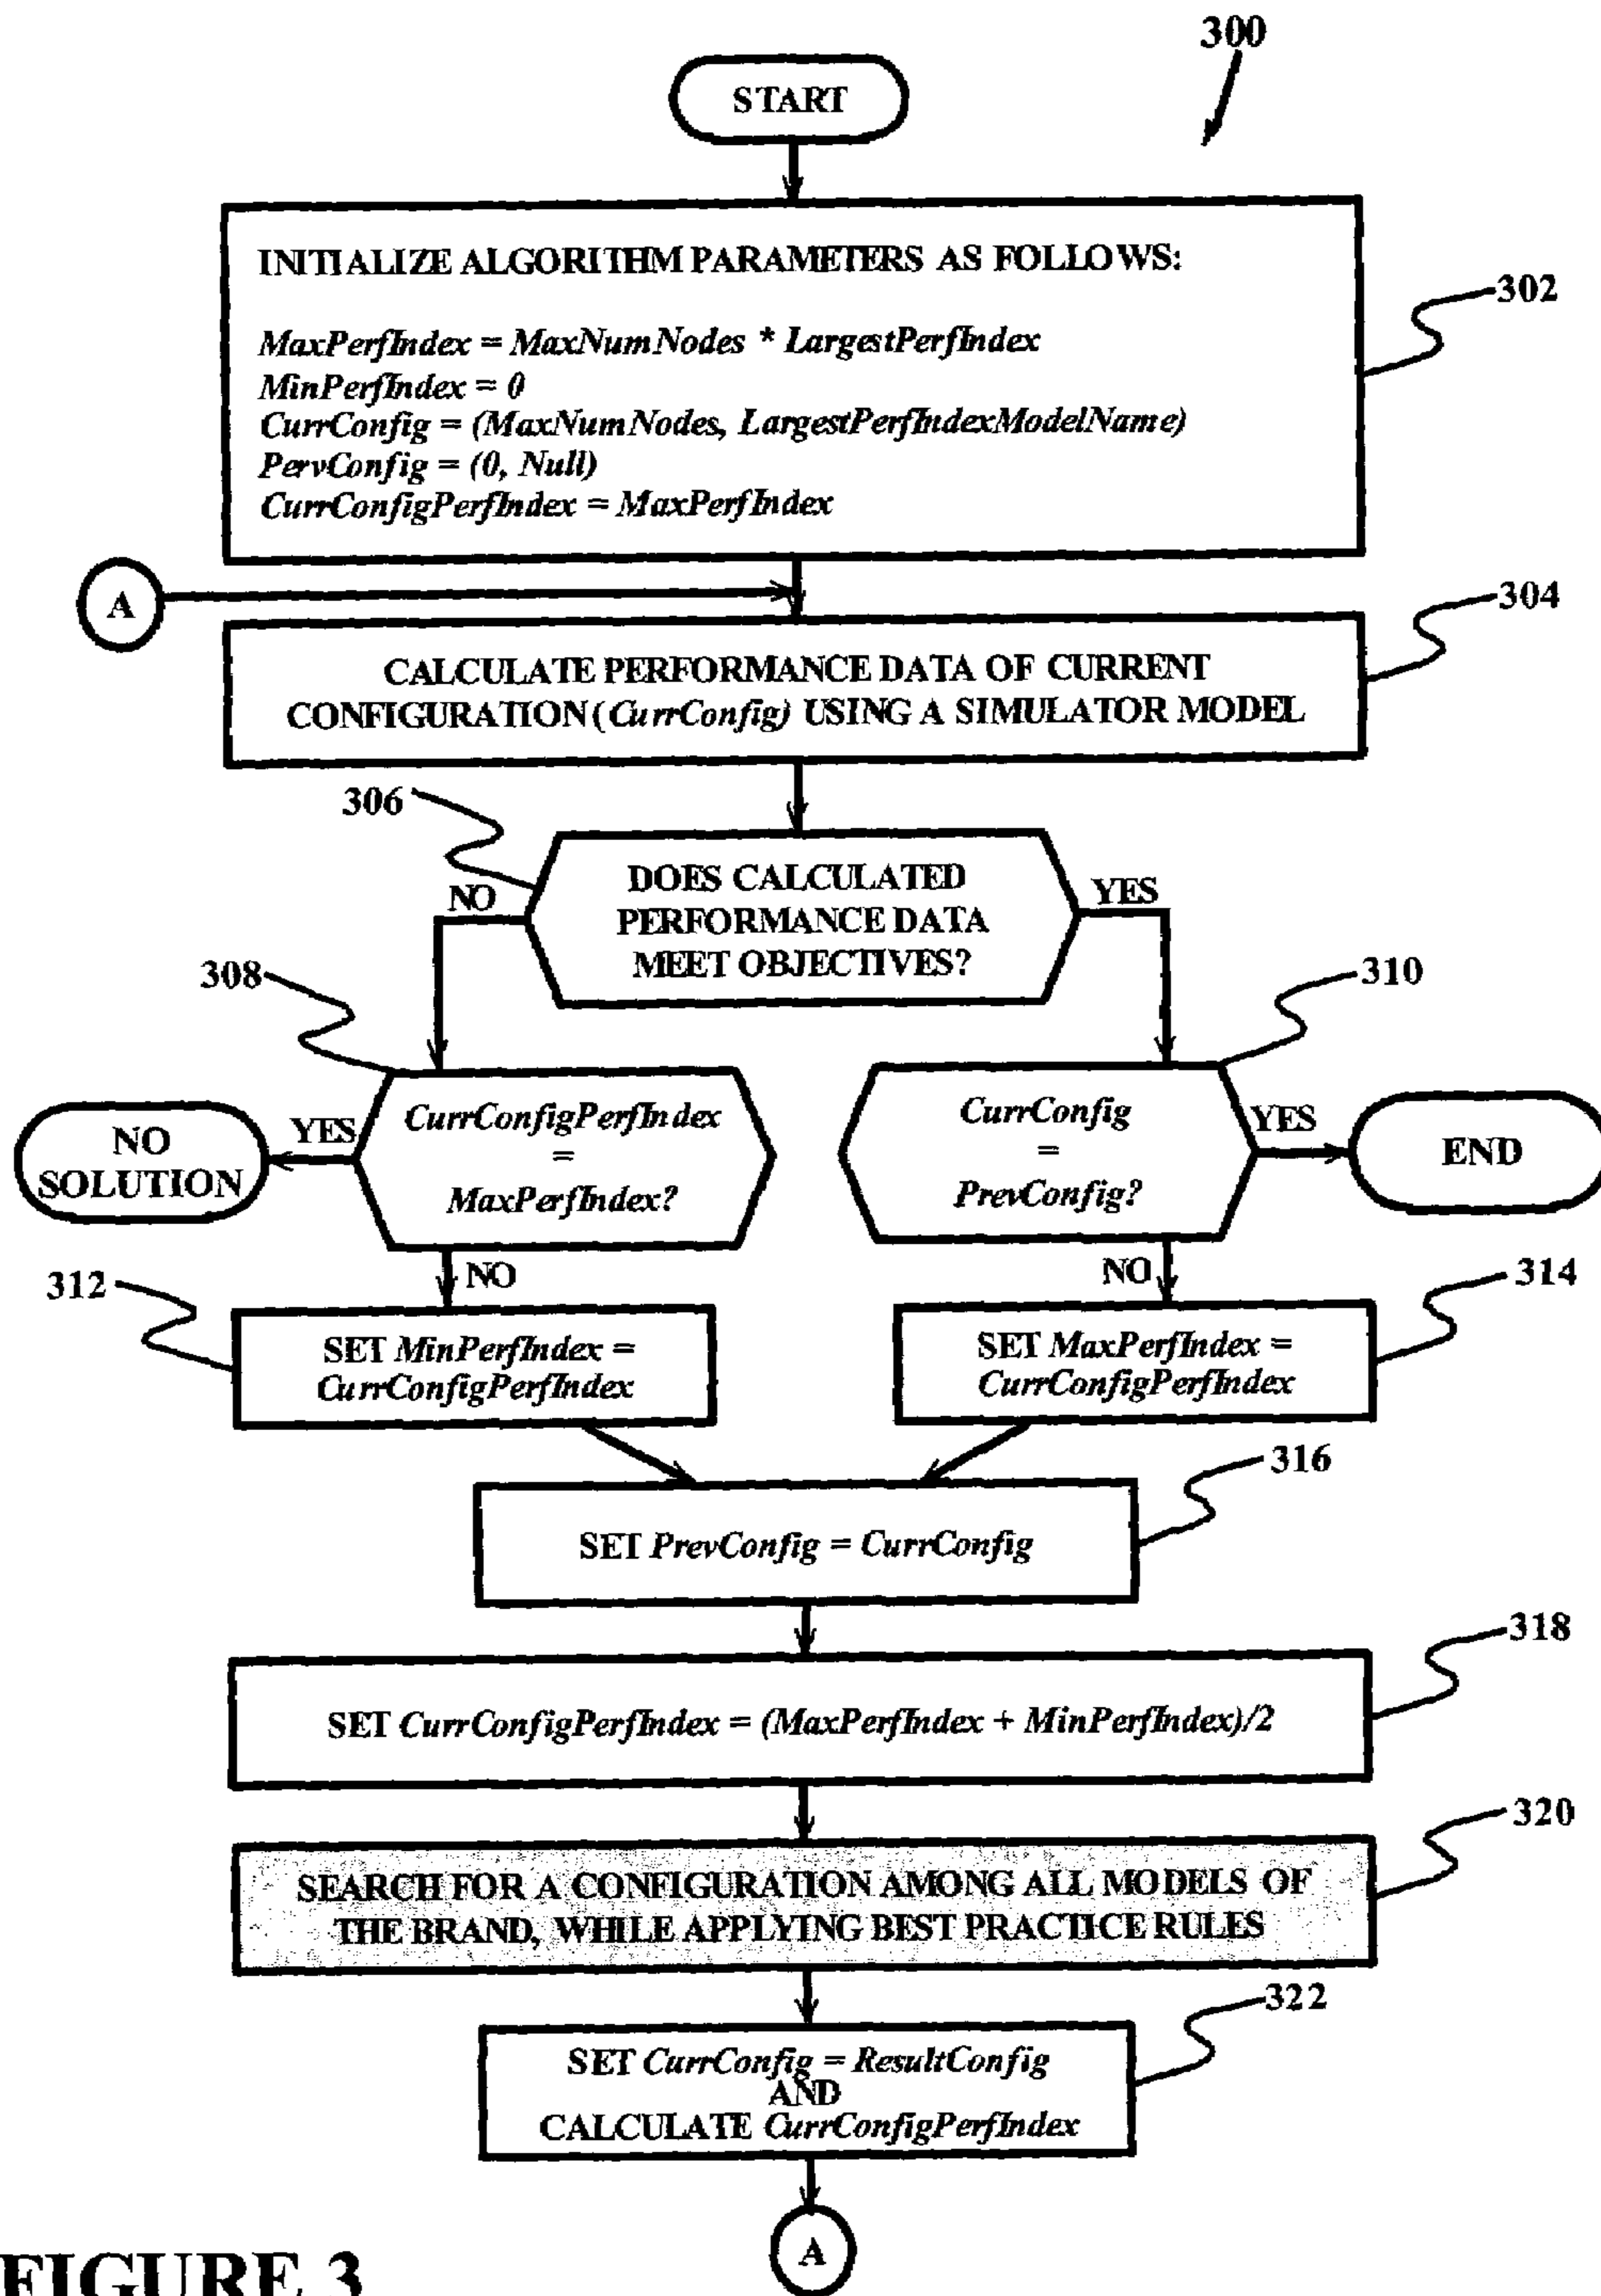 300
START
INITIALIZE ALGORITHM PARAMETERS AS FOLLOWS:
MaxPerfIndex = MaxNumNodes * LargestPerfIndex
MinPerfIndex = 0
CurrConfig = (MaxNumNodes, LargestPerfIndexModelName)
PervConfig = (0, Null)
CurrConfigPerfIndex = MaxPerfIndex
302
A
304
CALCULATE PERFORMANCE DATA OF CURRENT
CONFIGURATION (CurrConfig) USING A SIMULATOR MODEL
306
DOES CALCULATED
PERFORMANCE DATA
MEET OBJECTIVES?
NO
YES
308
310
CurrConfigPerfIndex
=
MaxPerfIndex?
YES
NO
SOLUTION
CurrConfig
=
PrevConfig?
YES
END
NO
NO
312
314
SET MinPerfIndex =
CurrConfigPerfIndex
SET MaxPerfIndex =
CurrConfigPerfIndex
316
SET PrevConfig = CurrConfig
318
SET CurrConfigPerfIndex = (MaxPerfIndex + MinPerfIndex)/2
320
SEARCH FOR A CONFIGURATION AMONG ALL MODELS OF
THE BRAND, WHILE APPLYING BEST PRACTICE RULES
322
SET CurrConfig = ResultConfig
AND
CALCULATE CurrConfigPerfIndex
A
FIGURE 3